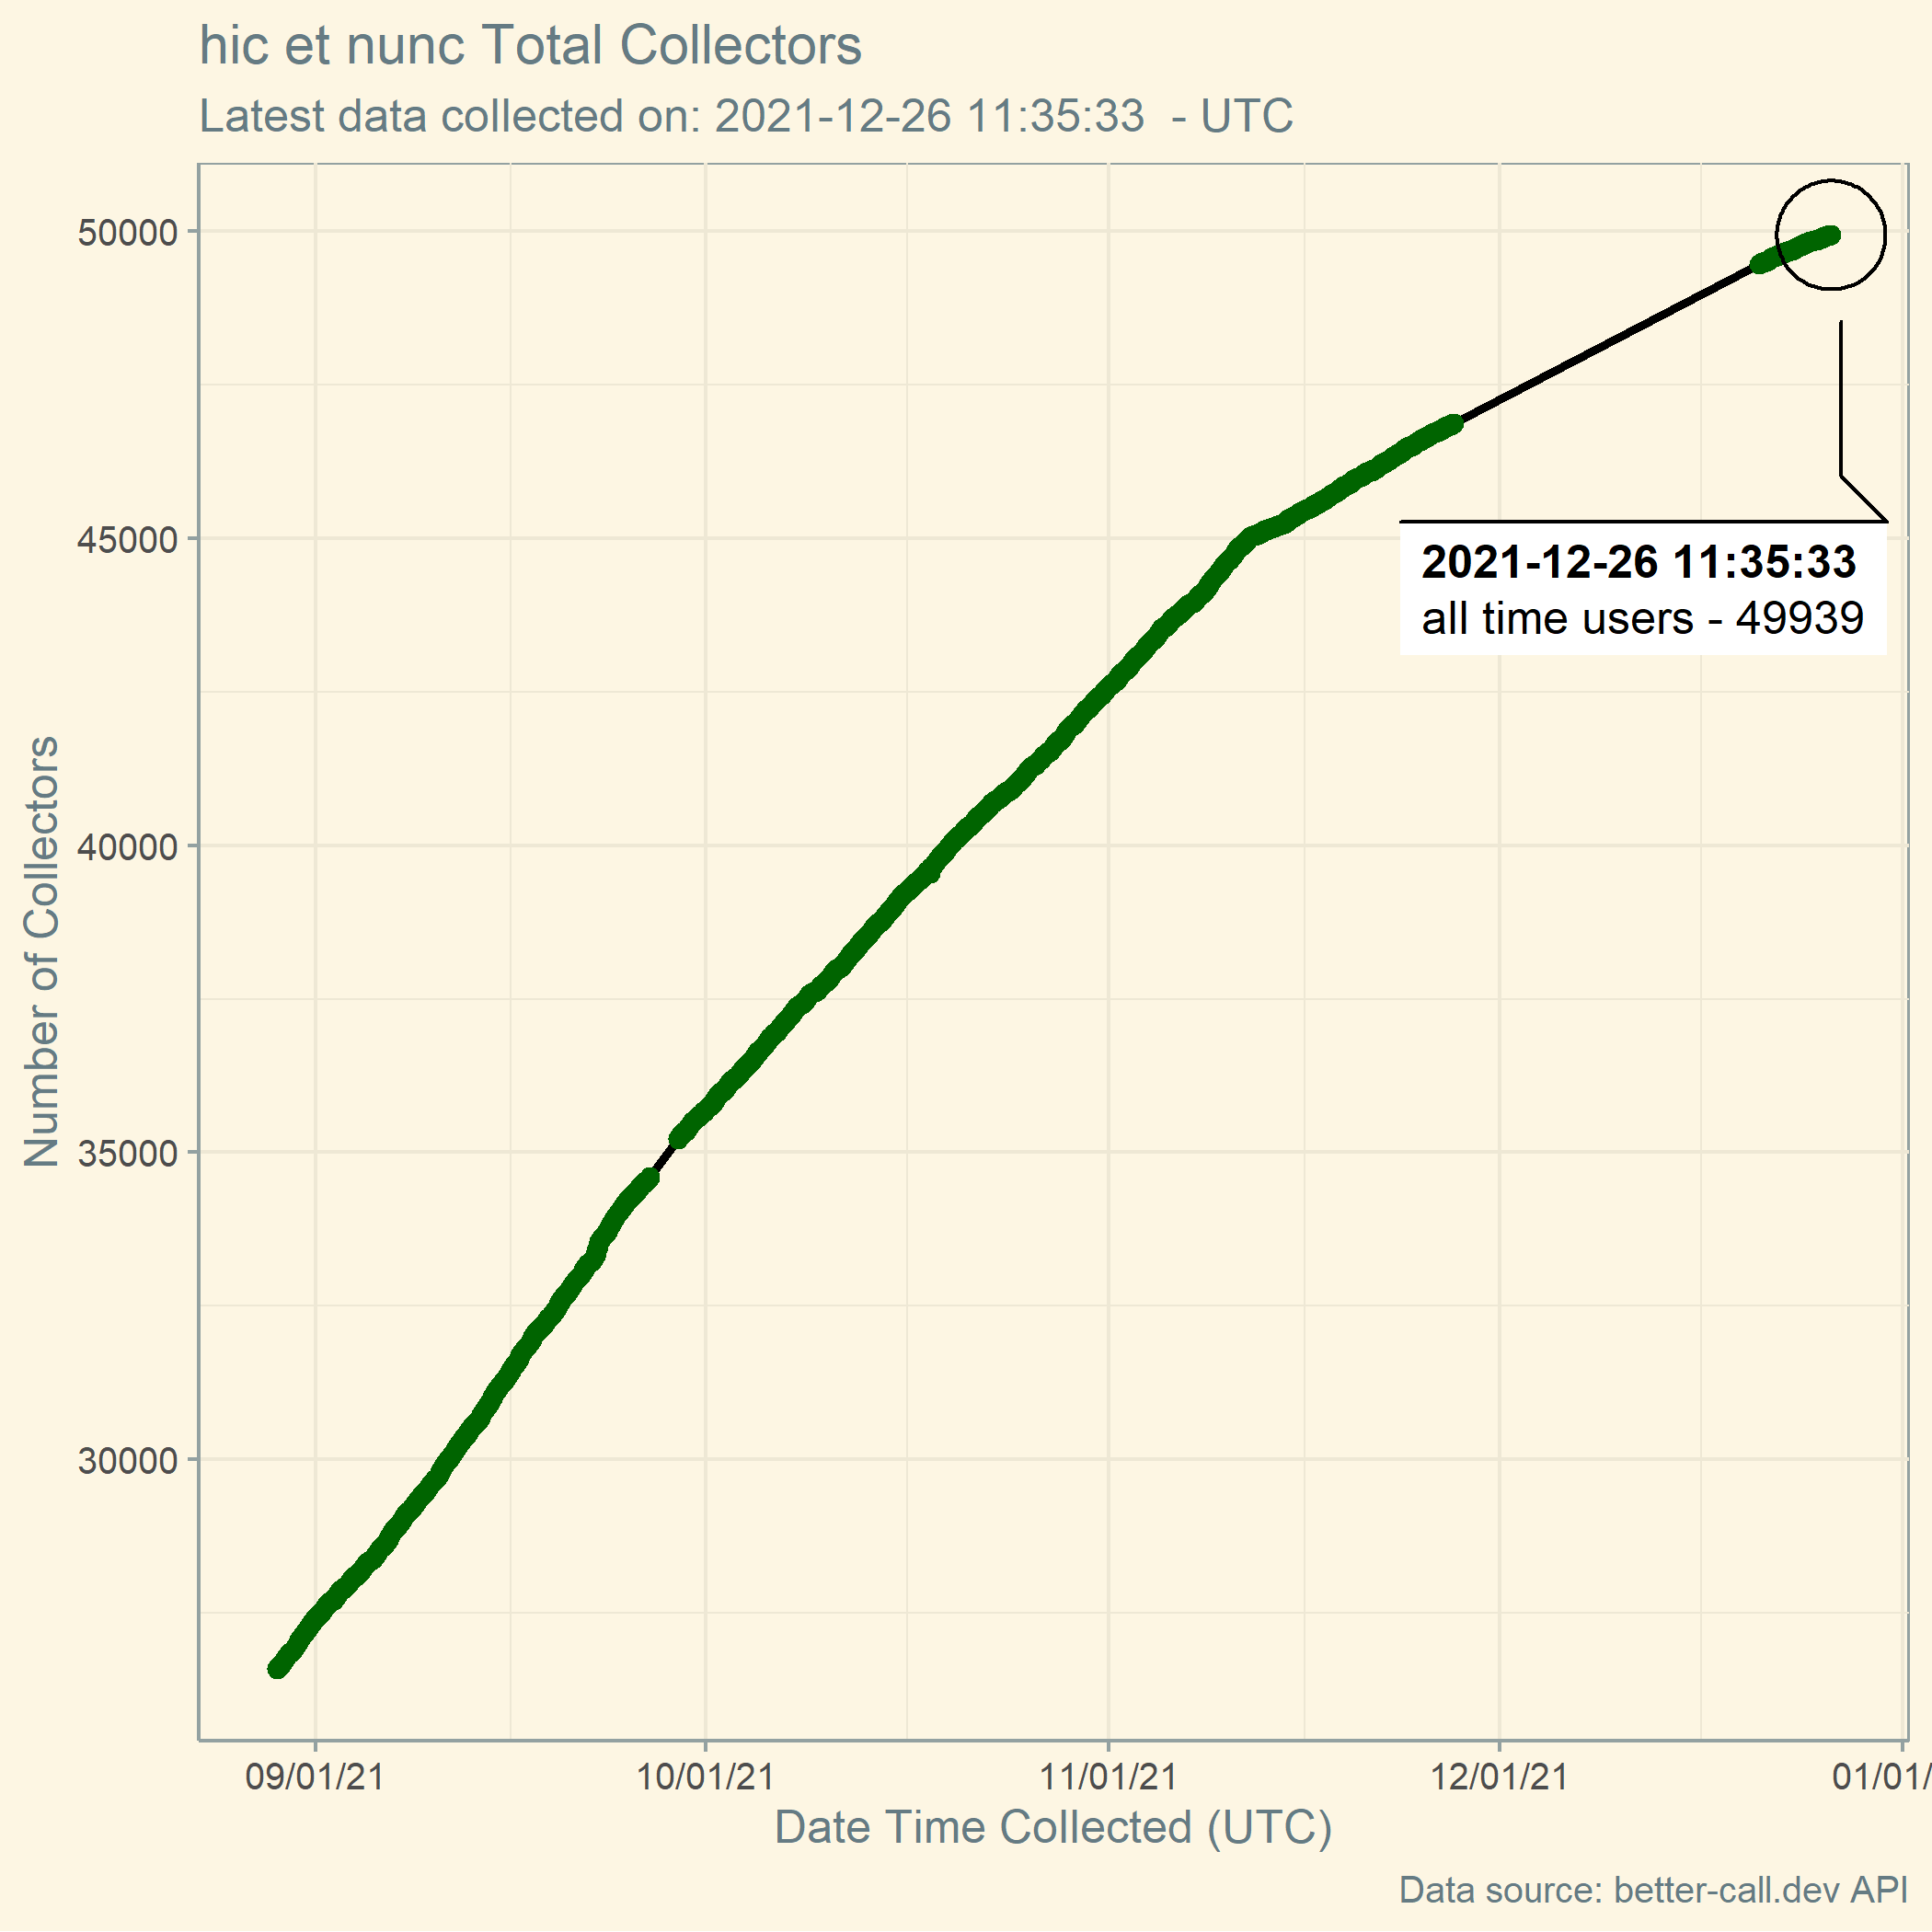 hic et nunc Total Collectors
Latest data collected on: 2021-12-26 11:35:33  - UTC
50000
45000
40000
35000
30000
Number of Collectors
2021-12-26 11:35:33
all time users - 49939
09/01/21
10/01/21
11/01/21
12/01/21
01/01/
Date Time Collected (UTC)
Data source: better-call.dev API